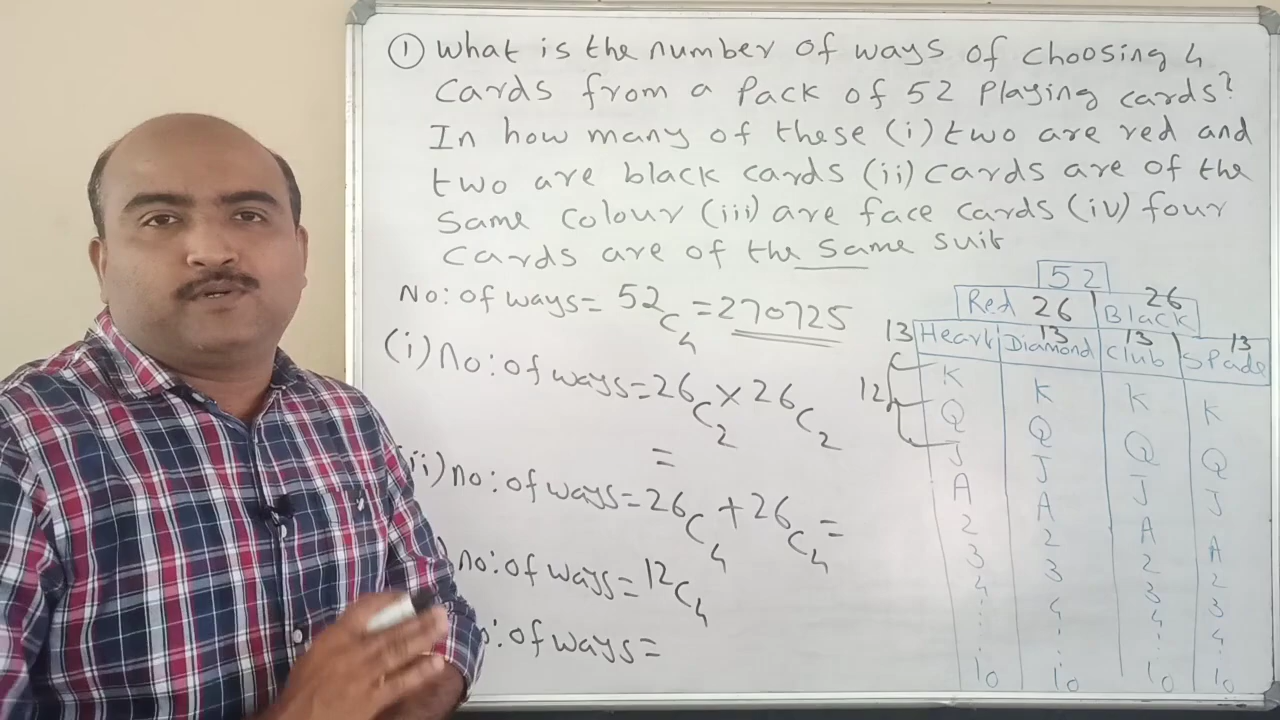 ① What is the number of ways of choosing 4
cards from a pack of 52 playing cards?
In how many of these (i) two are red and
two are black cards (ii) cards are of the
same colour (iii) are face cards (iv) four
cards are of the same suit
No: of ways = 52C4 = 270725
(i) No: of ways = 26C2 × 26C2
=
ii) no: of ways = 26C4 + 26C4 =
) no: of ways = 12C4
o: of ways =
52
Red 26 Black 26
13 Heart Diamond 13 Club 13 Spade 13
12 K K K K
Q Q Q Q
J J J J
A A A A
2 2 2 2
3 3 3 3
4 4 4 4
: : : :
10 10 10 10